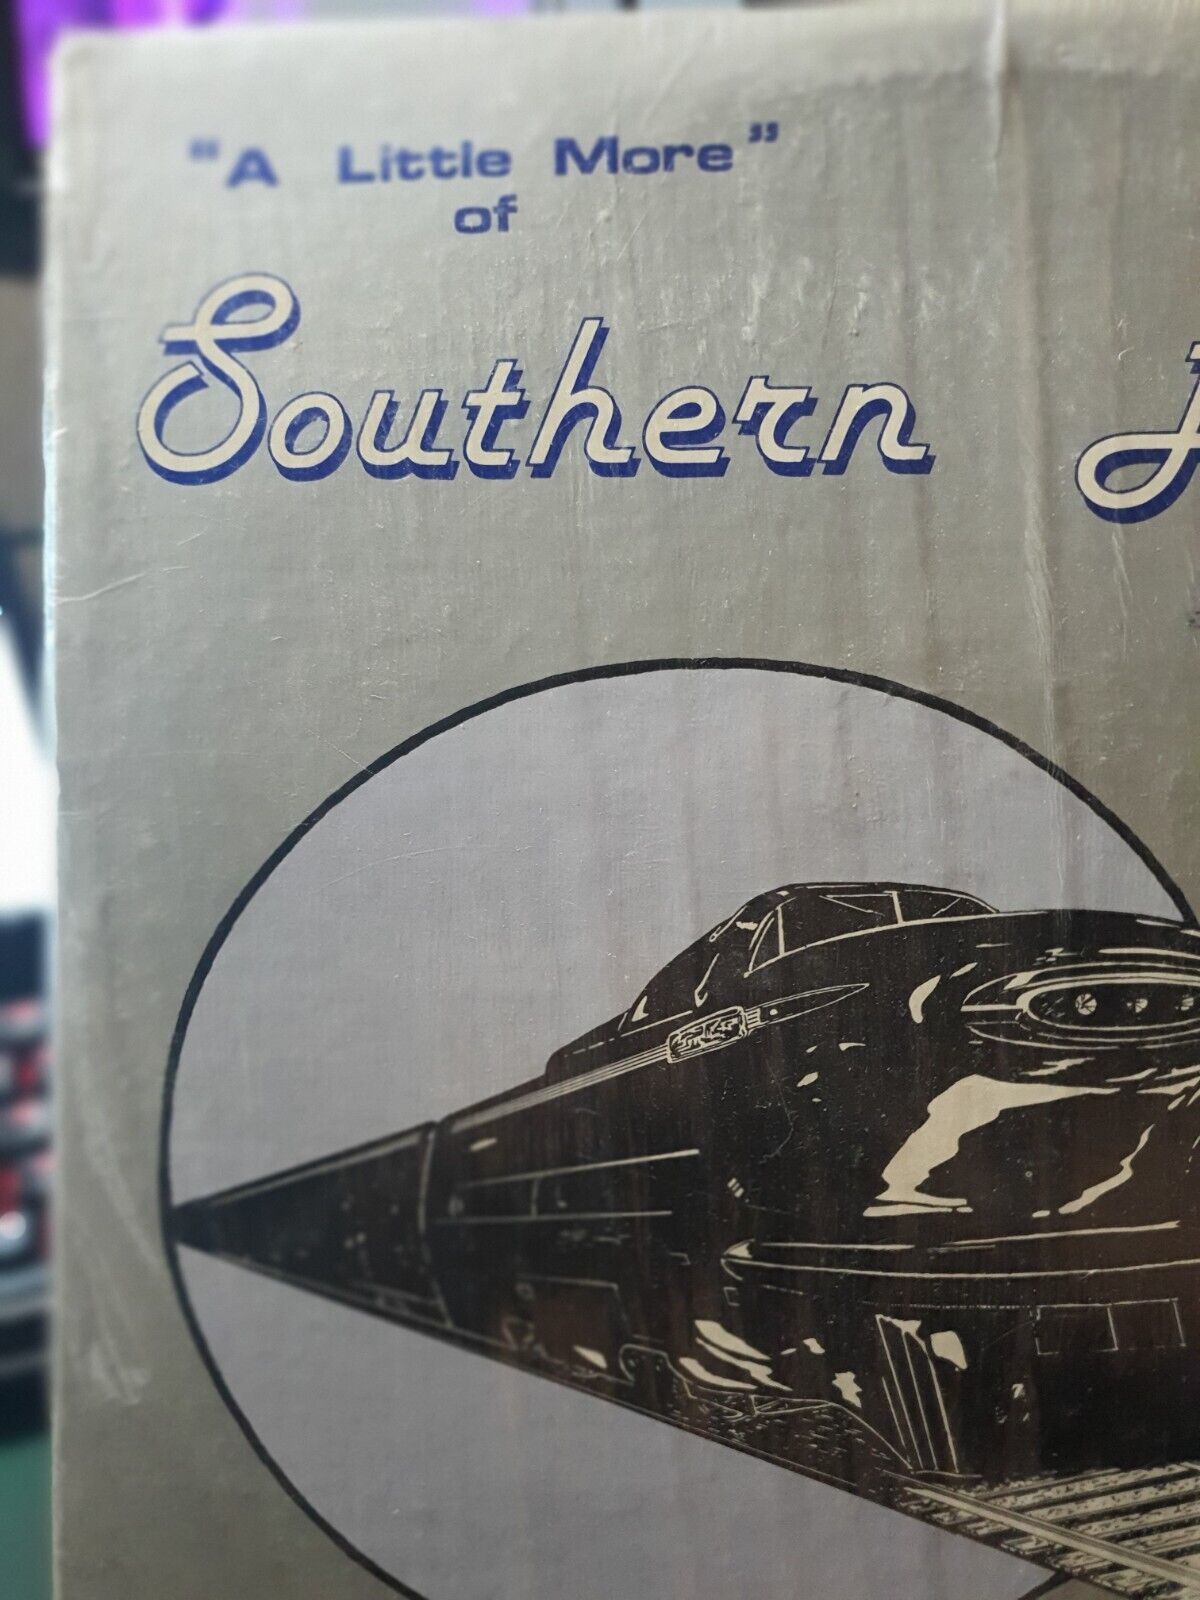 "A Little More"
of
Southern